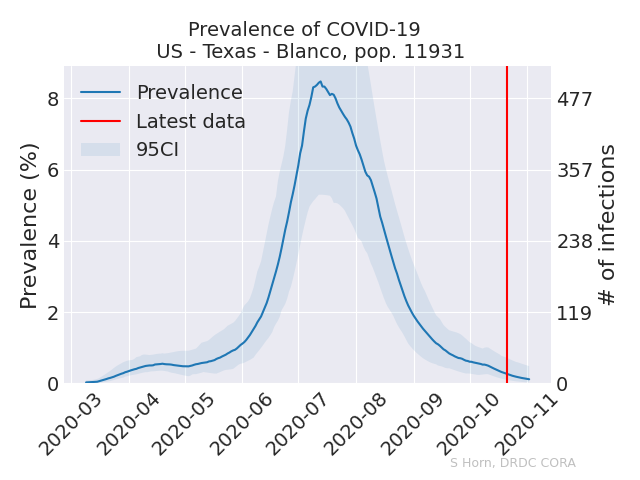 Prevalence of COVID-19
US - Texas - Blanco, pop. 11931
Prevalence
Latest data
95CI
Prevalence (%)
8
6
4
2
0
477
357
238
119
0
# of infections
2020-03
2020-04
2020-05
2020-06
2020-07
2020-08
2020-09
2020-10
2020-11
S Horn, DRDC CORA